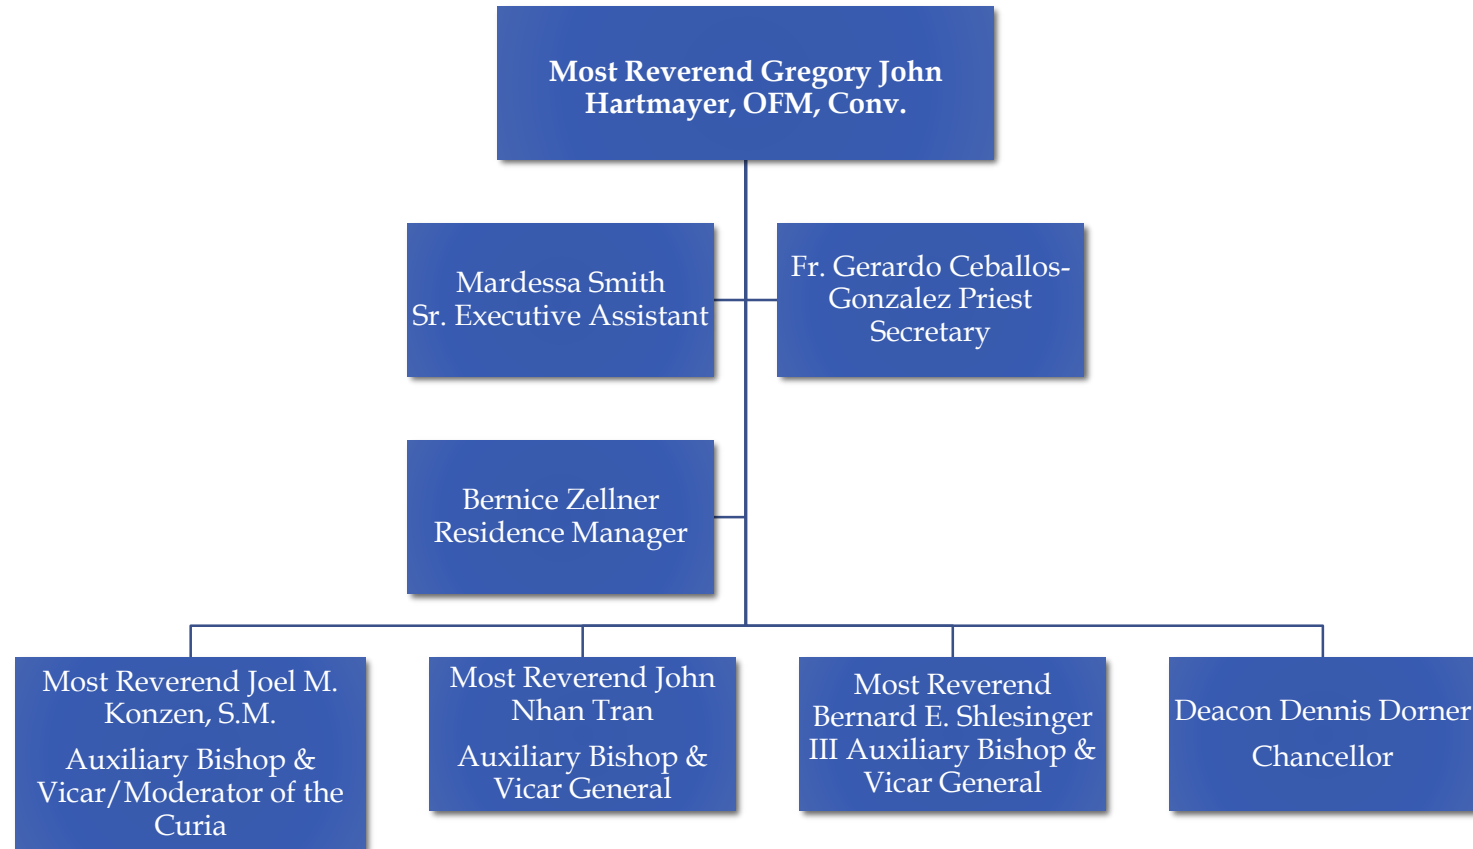 Most Reverend Gregory John
Hartmayer, OFM, Conv.
Mardessa Smith
Sr. Executive Assistant
Fr. Gerardo Ceballos-
Gonzalez Priest
Secretary
Bernice Zellner
Residence Manager
Most Reverend Joel M.
Konzen, S.M.
Auxiliary Bishop &
Vicar/Moderator of the
Curia
Most Reverend John
Nhan Tran
Auxiliary Bishop &
Vicar General
Most Reverend
Bernard E. Shlesinger
III Auxiliary Bishop &
Vicar General
Deacon Dennis Dorner
Chancellor